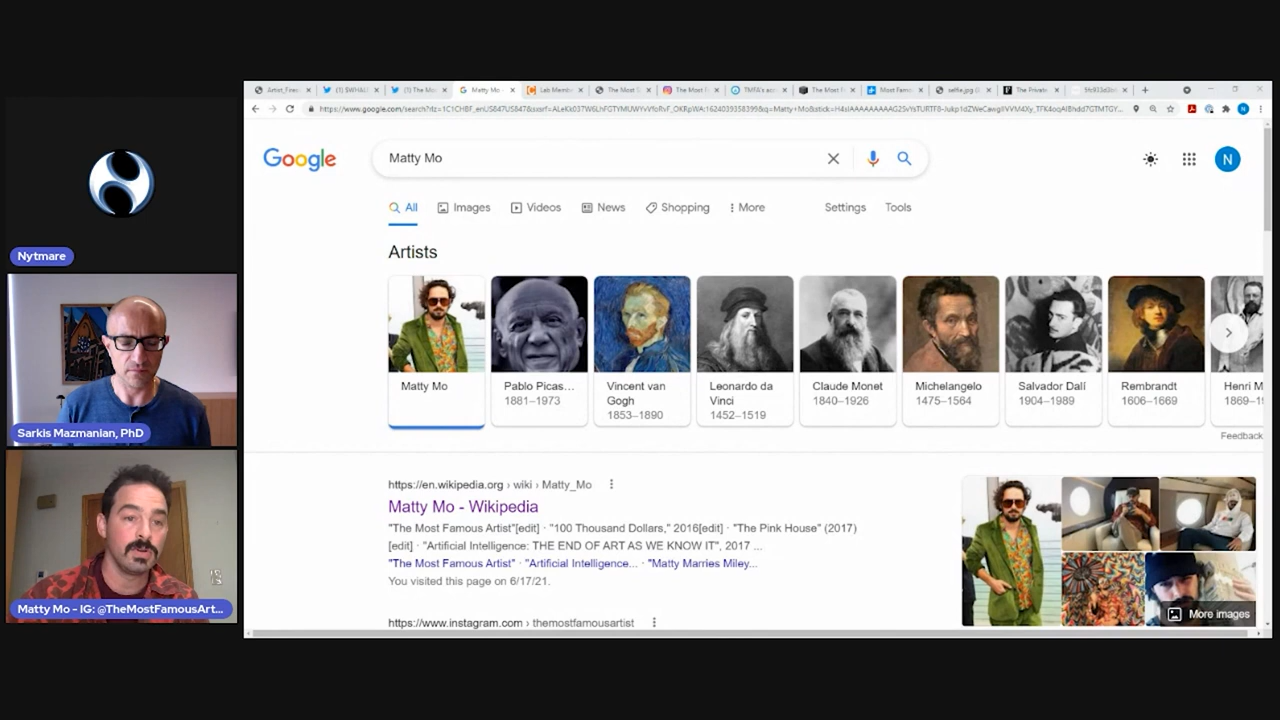 Nytmare
Sarkis Mazmanian, PhD
Matty Mo - IG: @TheMostFamousArt...
Matty Mo -
Google
Matty Mo
All
Images
Videos
News
Shopping
More
Settings
Tools
N
Artists
Matty Mo
Pablo Picas...
1881–1973
Vincent van
Gogh
1853–1890
Leonardo da
Vinci
1452–1519
Claude Monet
1840–1926
Michelangelo
1475–1564
Salvador Dalí
1904–1989
Rembrandt
1606–1669
Henri M
1869–19
Feedback
https://en.wikipedia.org › wiki › Matty_Mo
Matty Mo - Wikipedia
"The Most Famous Artist"[edit] · "100 Thousand Dollars," 2016[edit] · "The Pink House" (2017)
[edit] · "Artificial Intelligence: THE END OF ART AS WE KNOW IT", 2017 ...
"The Most Famous Artist" · "Artificial Intelligence... · "Matty Marries Miley...
You visited this page on 6/17/21.
https://www.instagram.com › themostfamousartist
More images